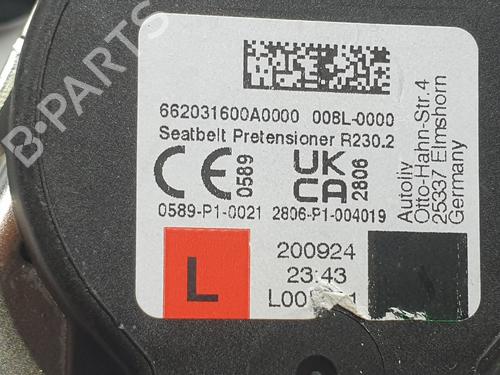 B-PARTS
662031600A0000 008L-0000
Seatbelt Pretensioner R230.2
CE 0589
UK CA 2806
0589-P1-0021 2806-P1-004019
Autoliv
Otto-Hahn-Str.4
25337 Elmshorn
Germany
L
200924
23:43